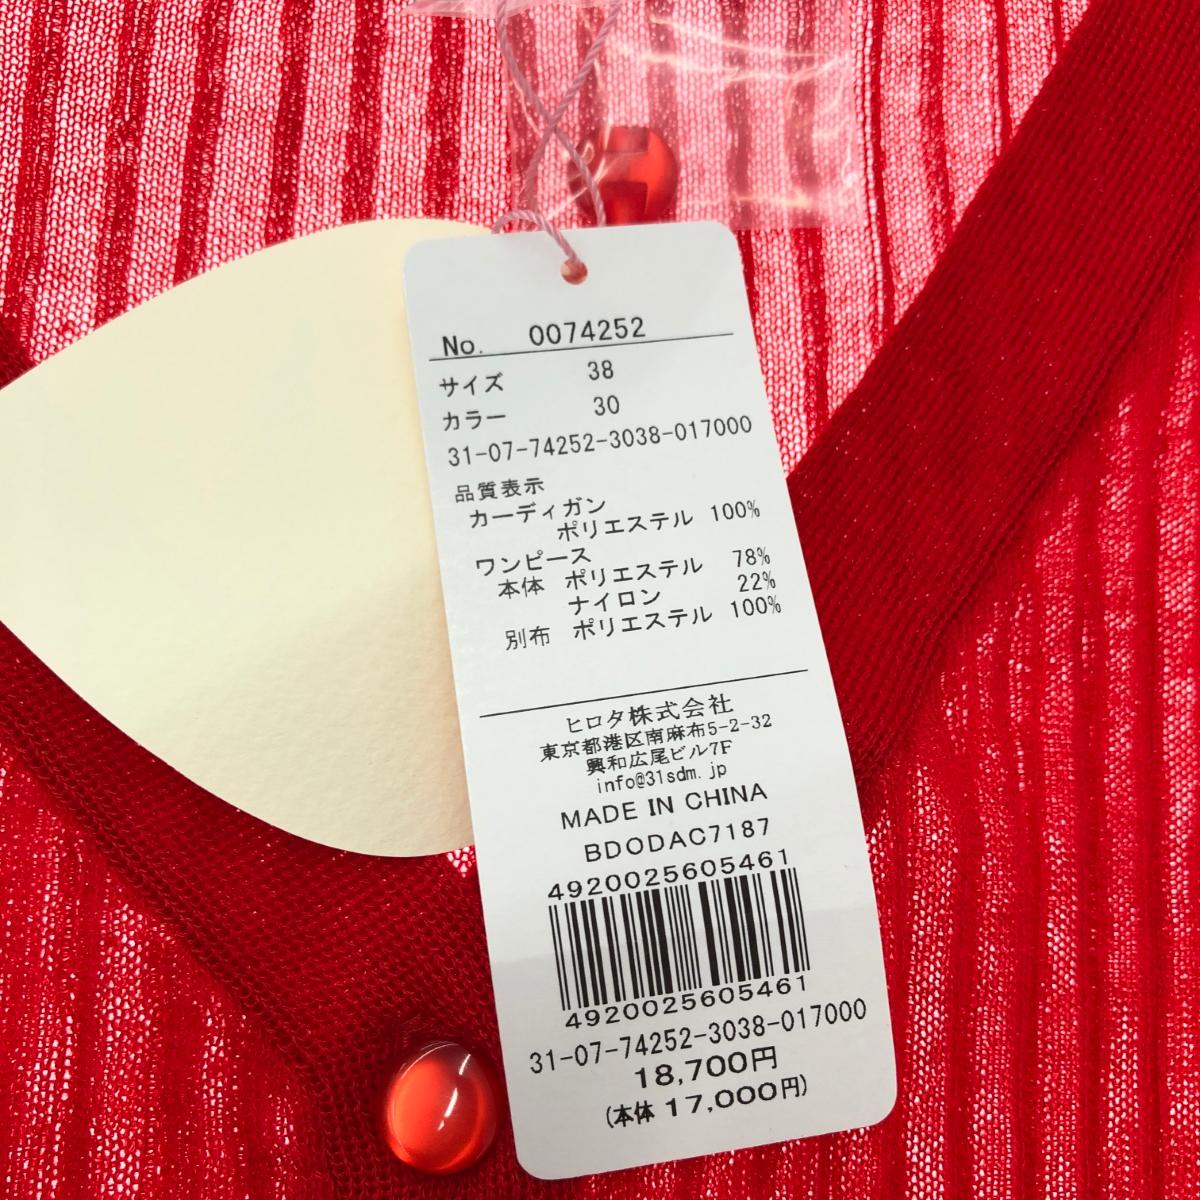 No. 0074252
サイズ 38
カラー 30
31-07-74252-3038-017000
品質表示
カーディガン
ポリエステル 100%
ワンピース
本体 ポリエステル 78%
ナイロン 22%
別布 ポリエステル 100%
ヒロタ株式会社
東京都港区南麻布5-2-32
興和広尾ビル7F
info@31sdm.jp
MADE IN CHINA
BDODAC7187
4920025605461
4920025605461
31-07-74252-3038-017000
18,700円
(本体 17,000円)